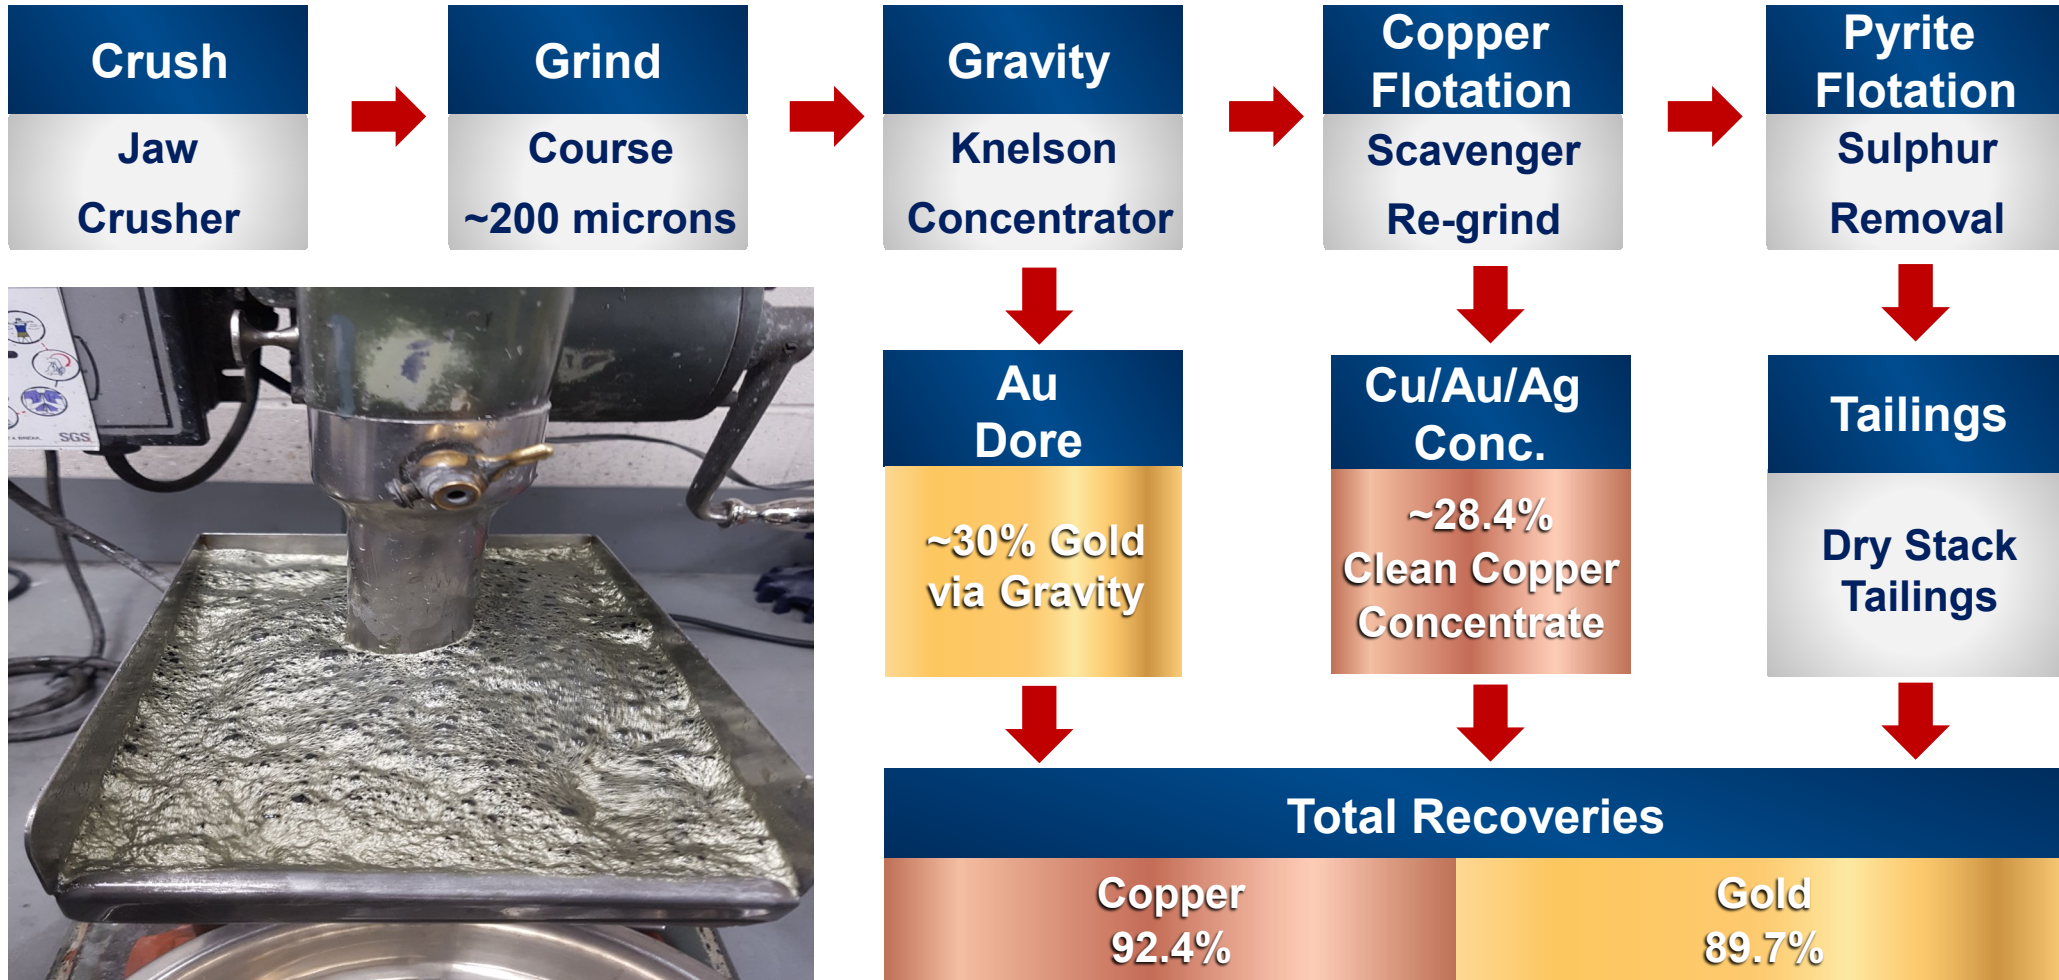 Crush
Jaw
Crusher
Grind
Course
~200 microns
Gravity
Knelson
Concentrator
Copper
Flotation
Scavenger
Re-grind
Pyrite
Flotation
Sulphur
Removal
SGS
Au
Dore
~30% Gold
via Gravity
Cu/Au/Ag
Conc.
~28.4%
Clean Copper
Concentrate
Tailings
Dry Stack
Tailings
Total Recoveries
Copper
92.4%
Gold
89.7%